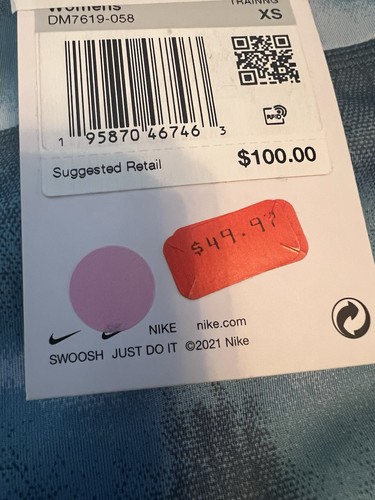 Womens TRAINING
DM7619-058 XS
1 95870 46746 3
RFID
Suggested Retail $100.00
$49.97
NIKE nike.com
SWOOSH JUST DO IT ©2021 Nike